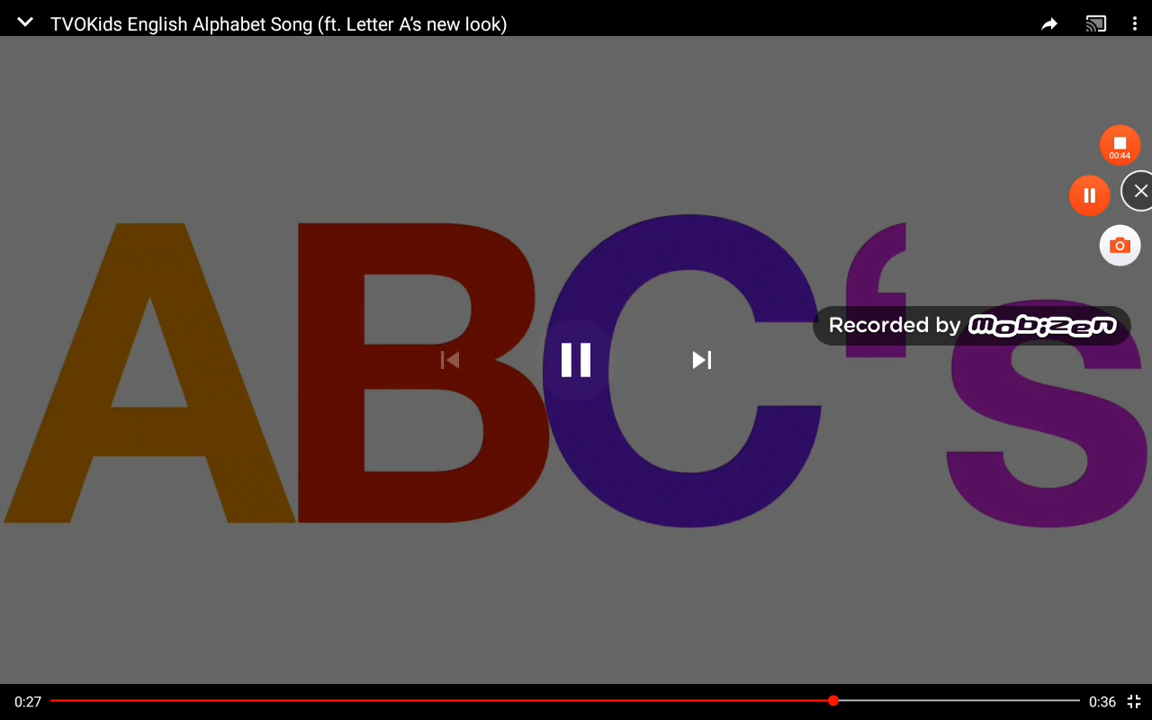 TVOKids English Alphabet Song (ft. Letter A’s new look)
00:44
ABC‘s
Recorded by Mobizen
0:27
0:36